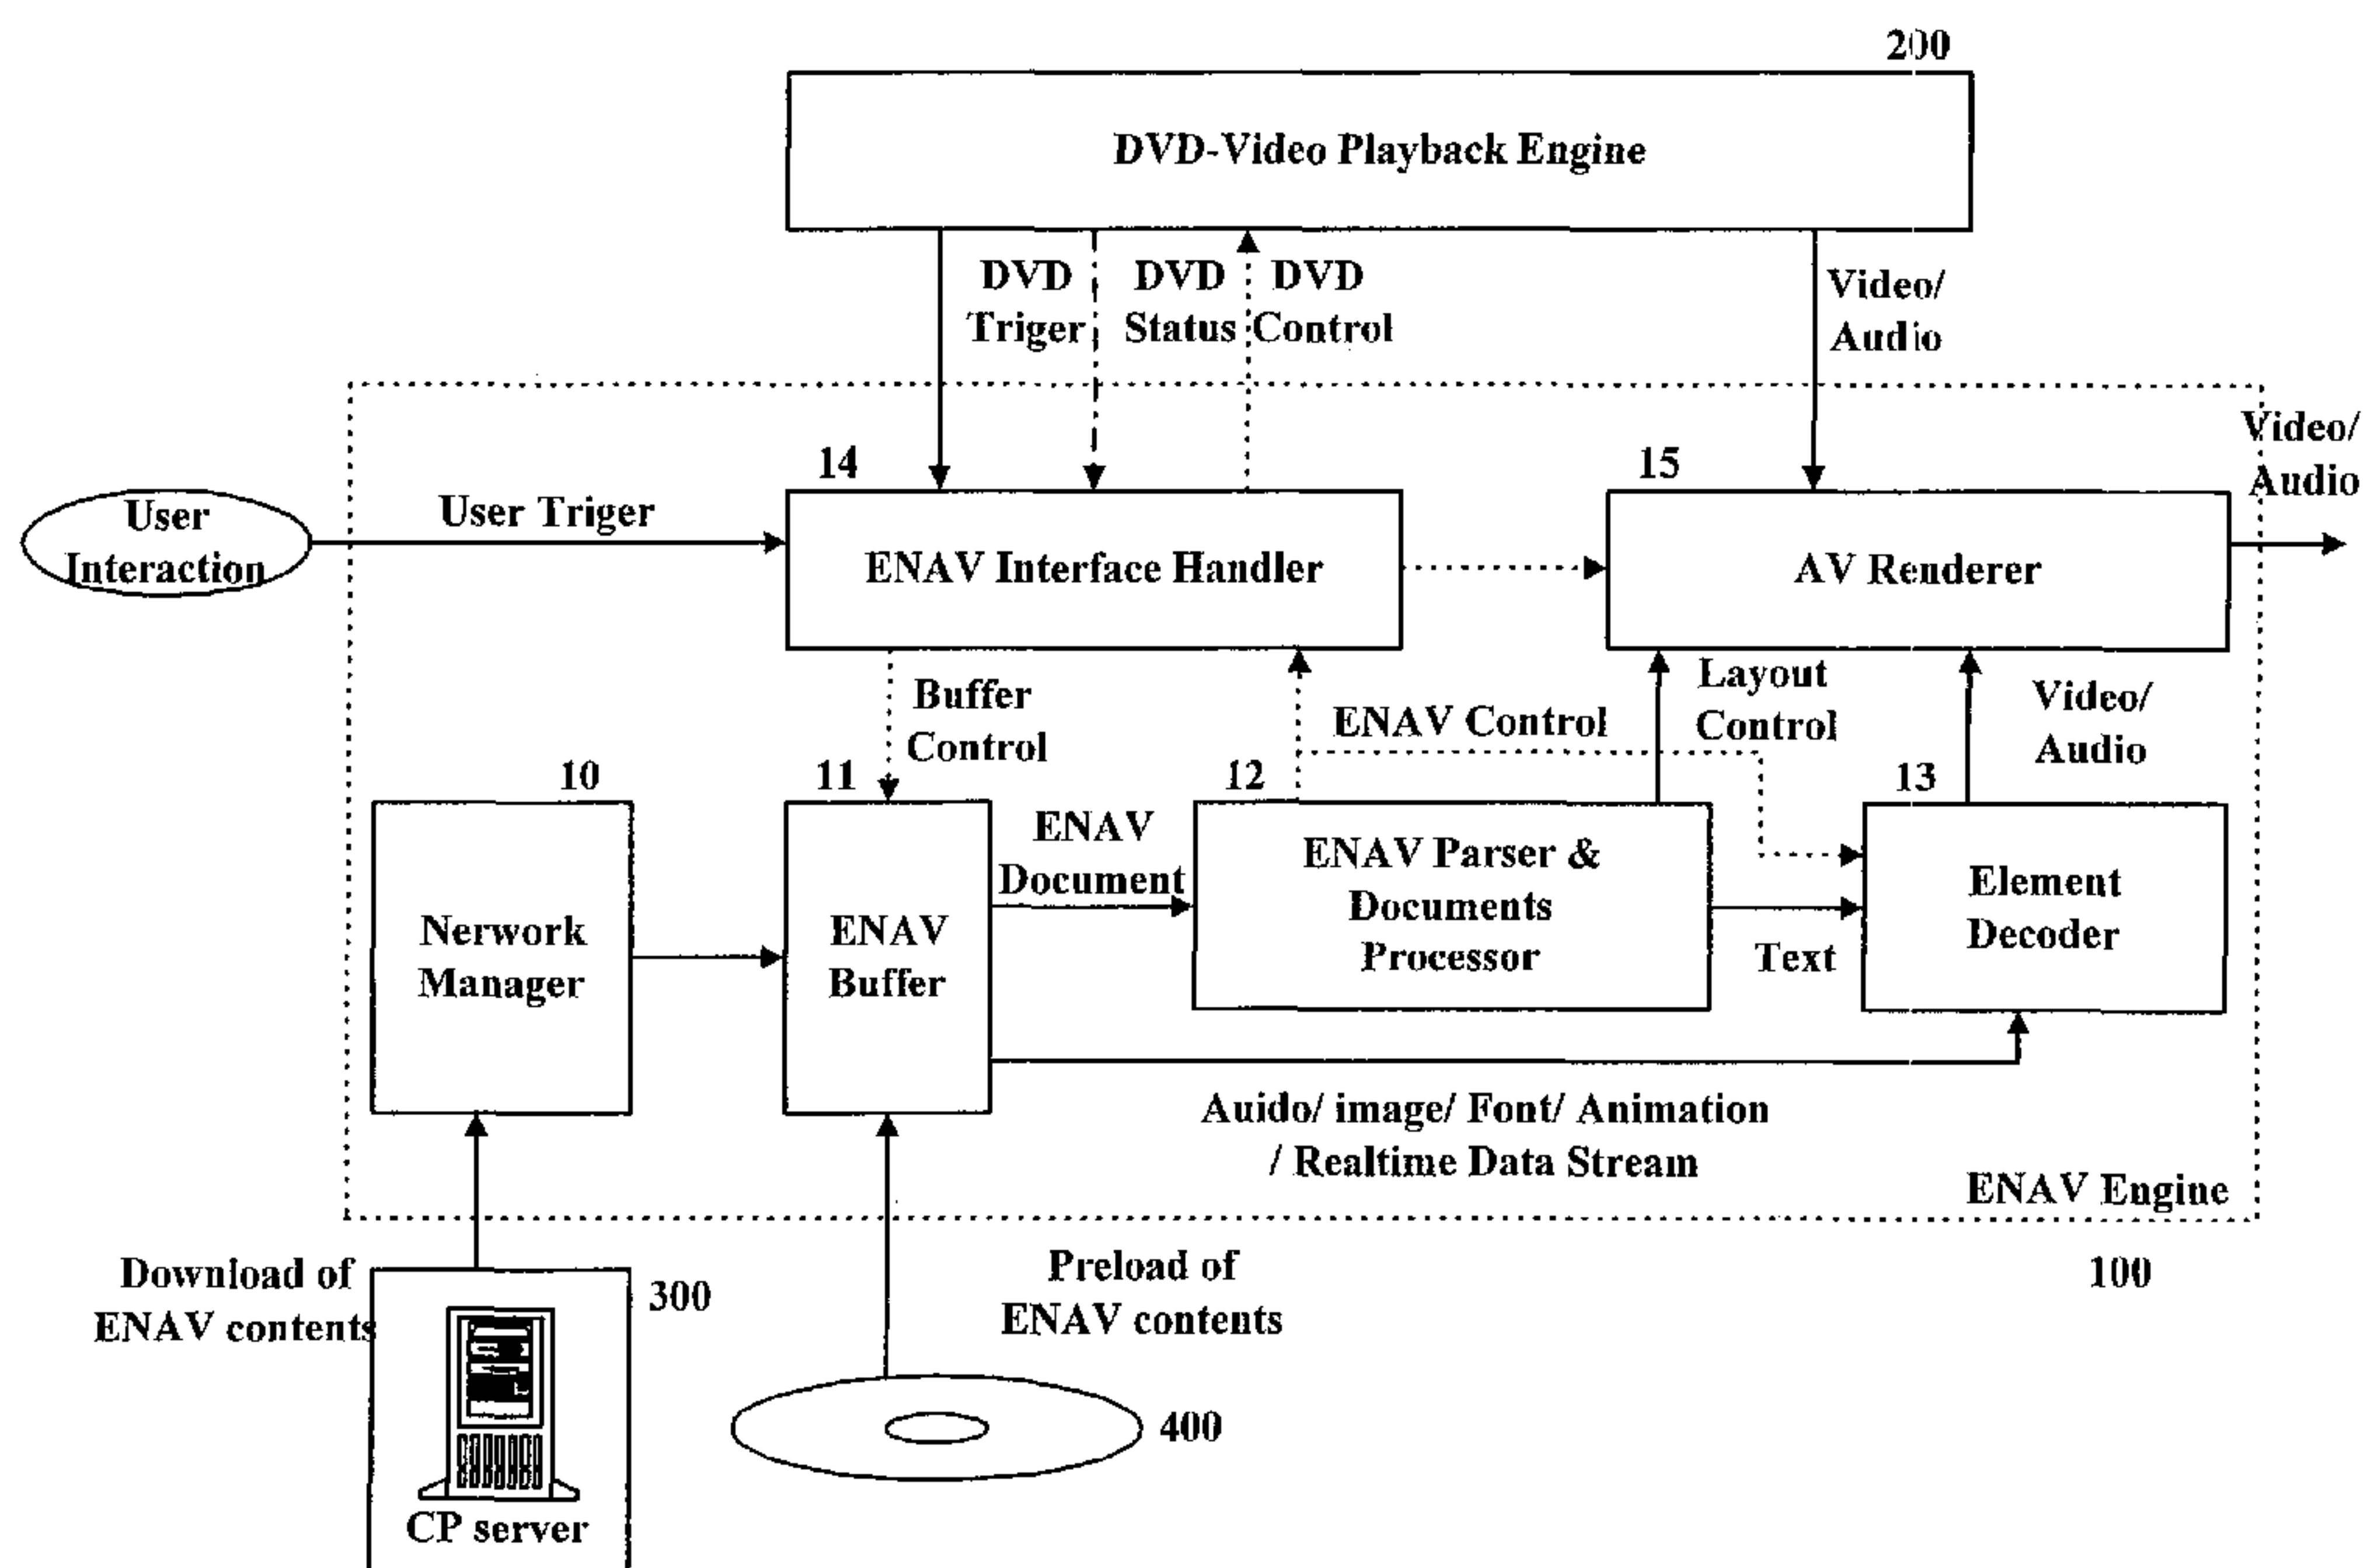 200
DVD-Video Playback Engine
DVD
Triger
DVD
Status
DVD
Control
Video/
Audio
Video/
Audio
14
15
User
Interaction
User Triger
ENAV Interface Handler
AV Renderer
Buffer
Control
ENAV Control
Layout
Control
Video/
Audio
10
11
12
13
Nerwork
Manager
ENAV
Buffer
ENAV
Document
ENAV Parser &
Documents
Processor
Text
Element
Decoder
Auido/ image/ Font/ Animation
/ Realtime Data Stream
ENAV Engine
100
Download of
ENAV contents
300
CP server
Preload of
ENAV contents
400